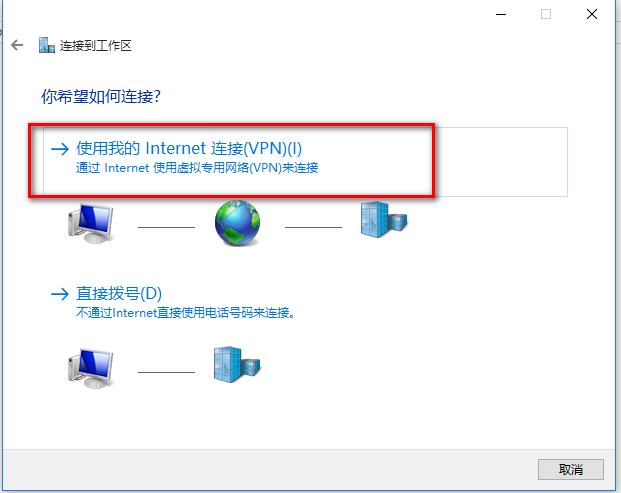 连接到工作区
你希望如何连接?
使用我的 Internet 连接(VPN)(I)
通过 Internet 使用虚拟专用网络(VPN)来连接
直接拨号(D)
不通过Internet直接使用电话号码来连接。
取消